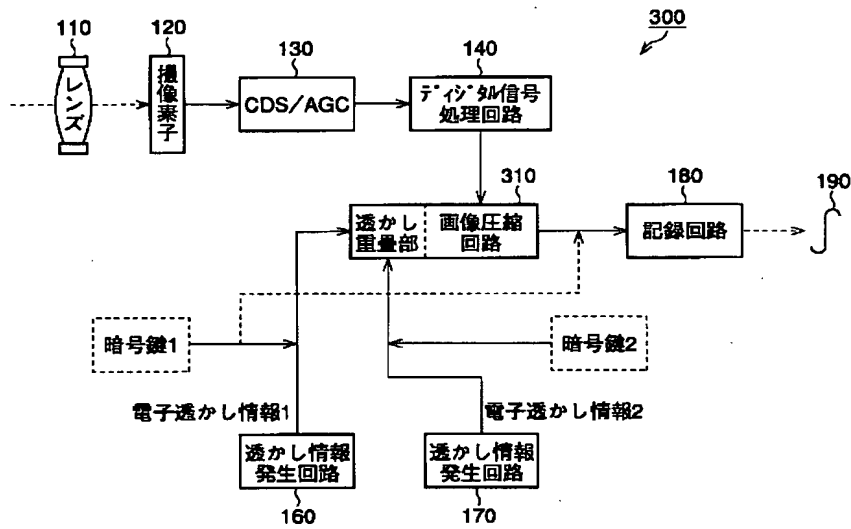 110
120
130
140
300
レンズ
撮像素子
CDS/AGC
ディジタル信号
処理回路
310
180
190
透かし
重畳部
画像圧縮
回路
記録回路
暗号鍵1
暗号鍵2
電子透かし情報1
電子透かし情報2
透かし情報
発生回路
透かし情報
発生回路
160
170